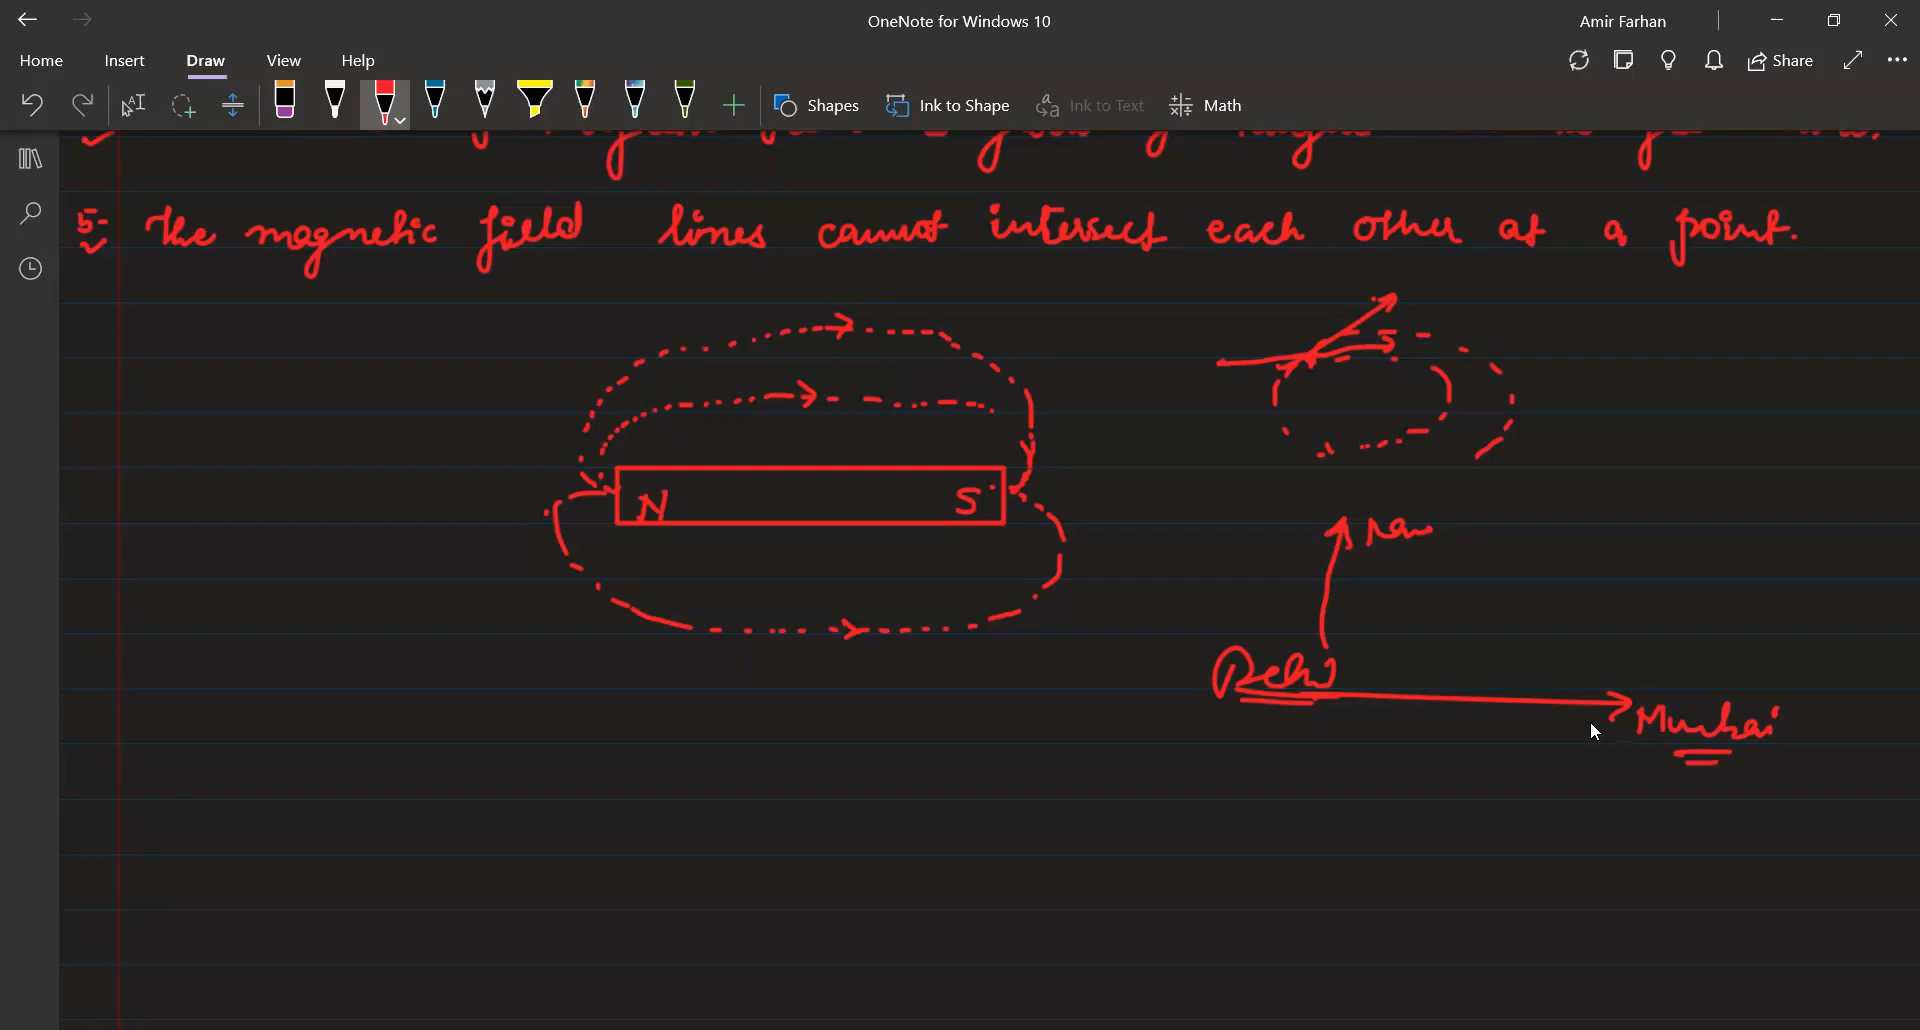 OneNote for Windows 10
Amir Farhan
Home Insert Draw View Help
Share
Shapes Ink to Shape Ink to Text Math
5- The magnetic field lines cannot intersect each other at a point.
N S
Delhi
Mumbai